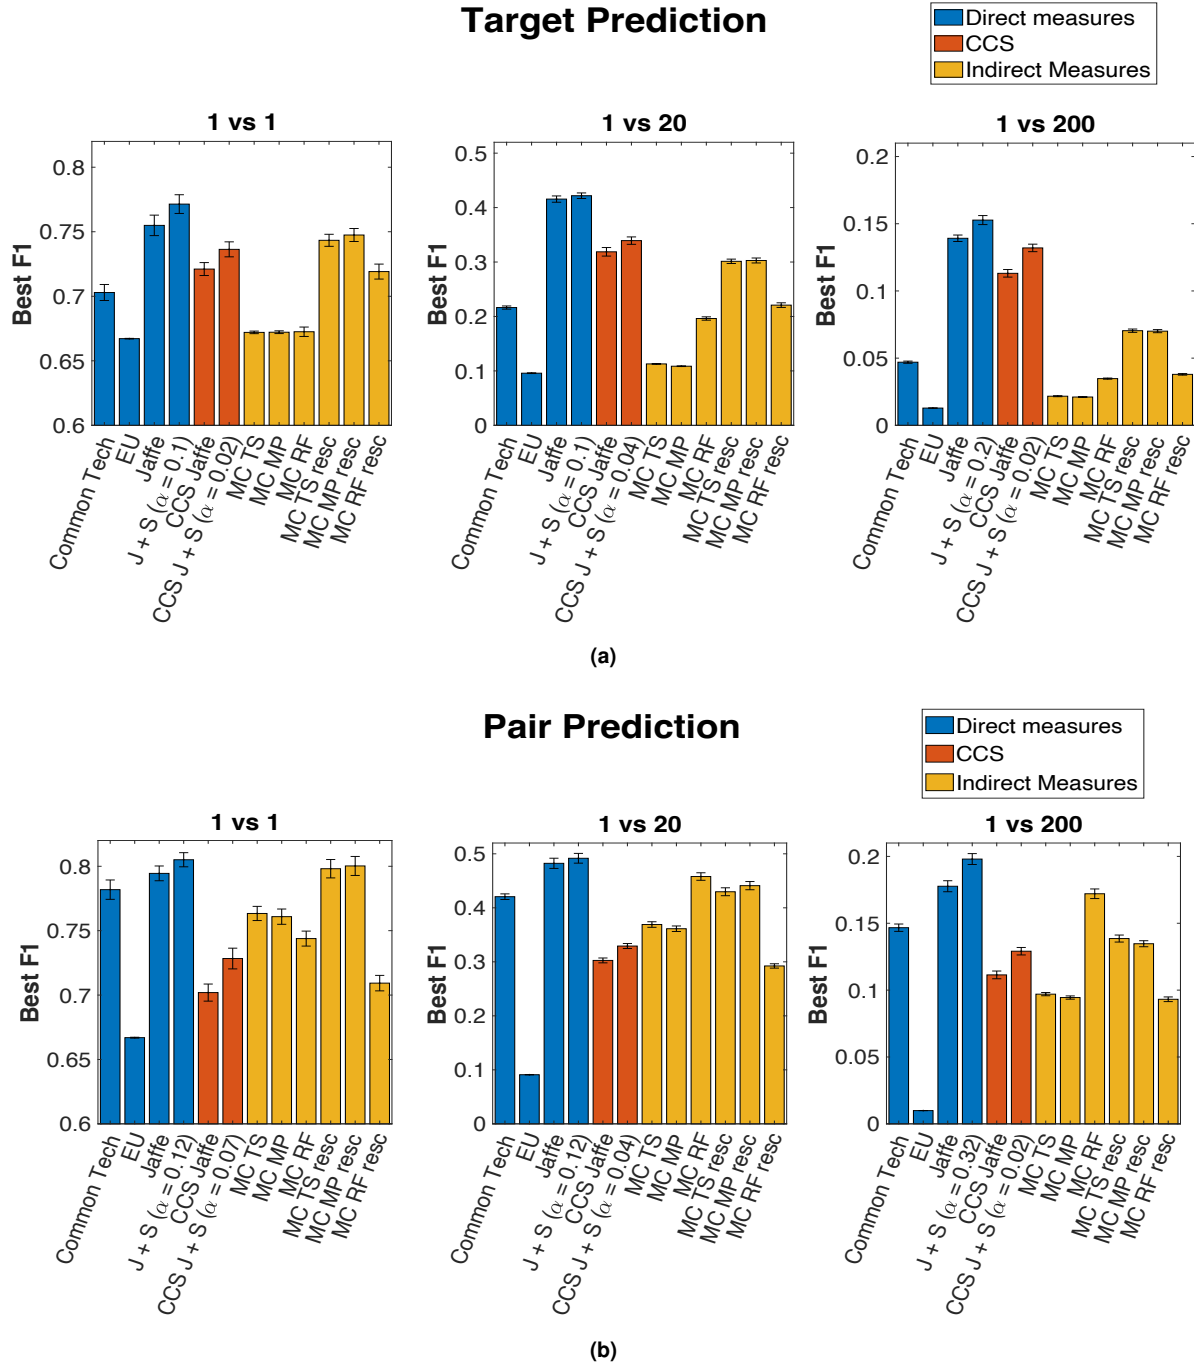 Target Prediction
Direct measures
CCS
Indirect Measures
1 vs 1
1 vs 20
1 vs 200
Best F1
0.8
0.75
0.7
0.65
0.6
Common Tech
EU
Jaffe
J + S (α = 0.1)
CCS Jaffe
CCS J + S (α = 0.02)
MC TS
MC MP
MC RF
MC TS resc
MC MP resc
MC RF resc
Best F1
0.5
0.4
0.3
0.2
0.1
0
Common Tech
EU
Jaffe
J + S (α = 0.1)
CCS Jaffe
CCS J + S (α = 0.04)
MC TS
MC MP
MC RF
MC TS resc
MC MP resc
MC RF resc
Best F1
0.2
0.15
0.1
0.05
0
Common Tech
EU
Jaffe
J + S (α = 0.2)
CCS Jaffe
CCS J + S (α = 0.02)
MC TS
MC MP
MC RF
MC TS resc
MC MP resc
MC RF resc
(a)
Pair Prediction
Direct measures
CCS
Indirect Measures
1 vs 1
1 vs 20
1 vs 200
Best F1
0.8
0.75
0.7
0.65
0.6
Common Tech
EU
Jaffe
J + S (α = 0.12)
CCS Jaffe
CCS J + S (α = 0.07)
MC TS
MC MP
MC RF
MC TS resc
MC MP resc
MC RF resc
Best F1
0.5
0.4
0.3
0.2
0.1
0
Common Tech
EU
Jaffe
J + S (α = 0.12)
CCS Jaffe
CCS J + S (α = 0.04)
MC TS
MC MP
MC RF
MC TS resc
MC MP resc
MC RF resc
Best F1
0.2
0.15
0.1
0.05
0
Common Tech
EU
Jaffe
J + S (α = 0.32)
CCS Jaffe
CCS J + S (α = 0.02)
MC TS
MC MP
MC RF
MC TS resc
MC MP resc
MC RF resc
(b)